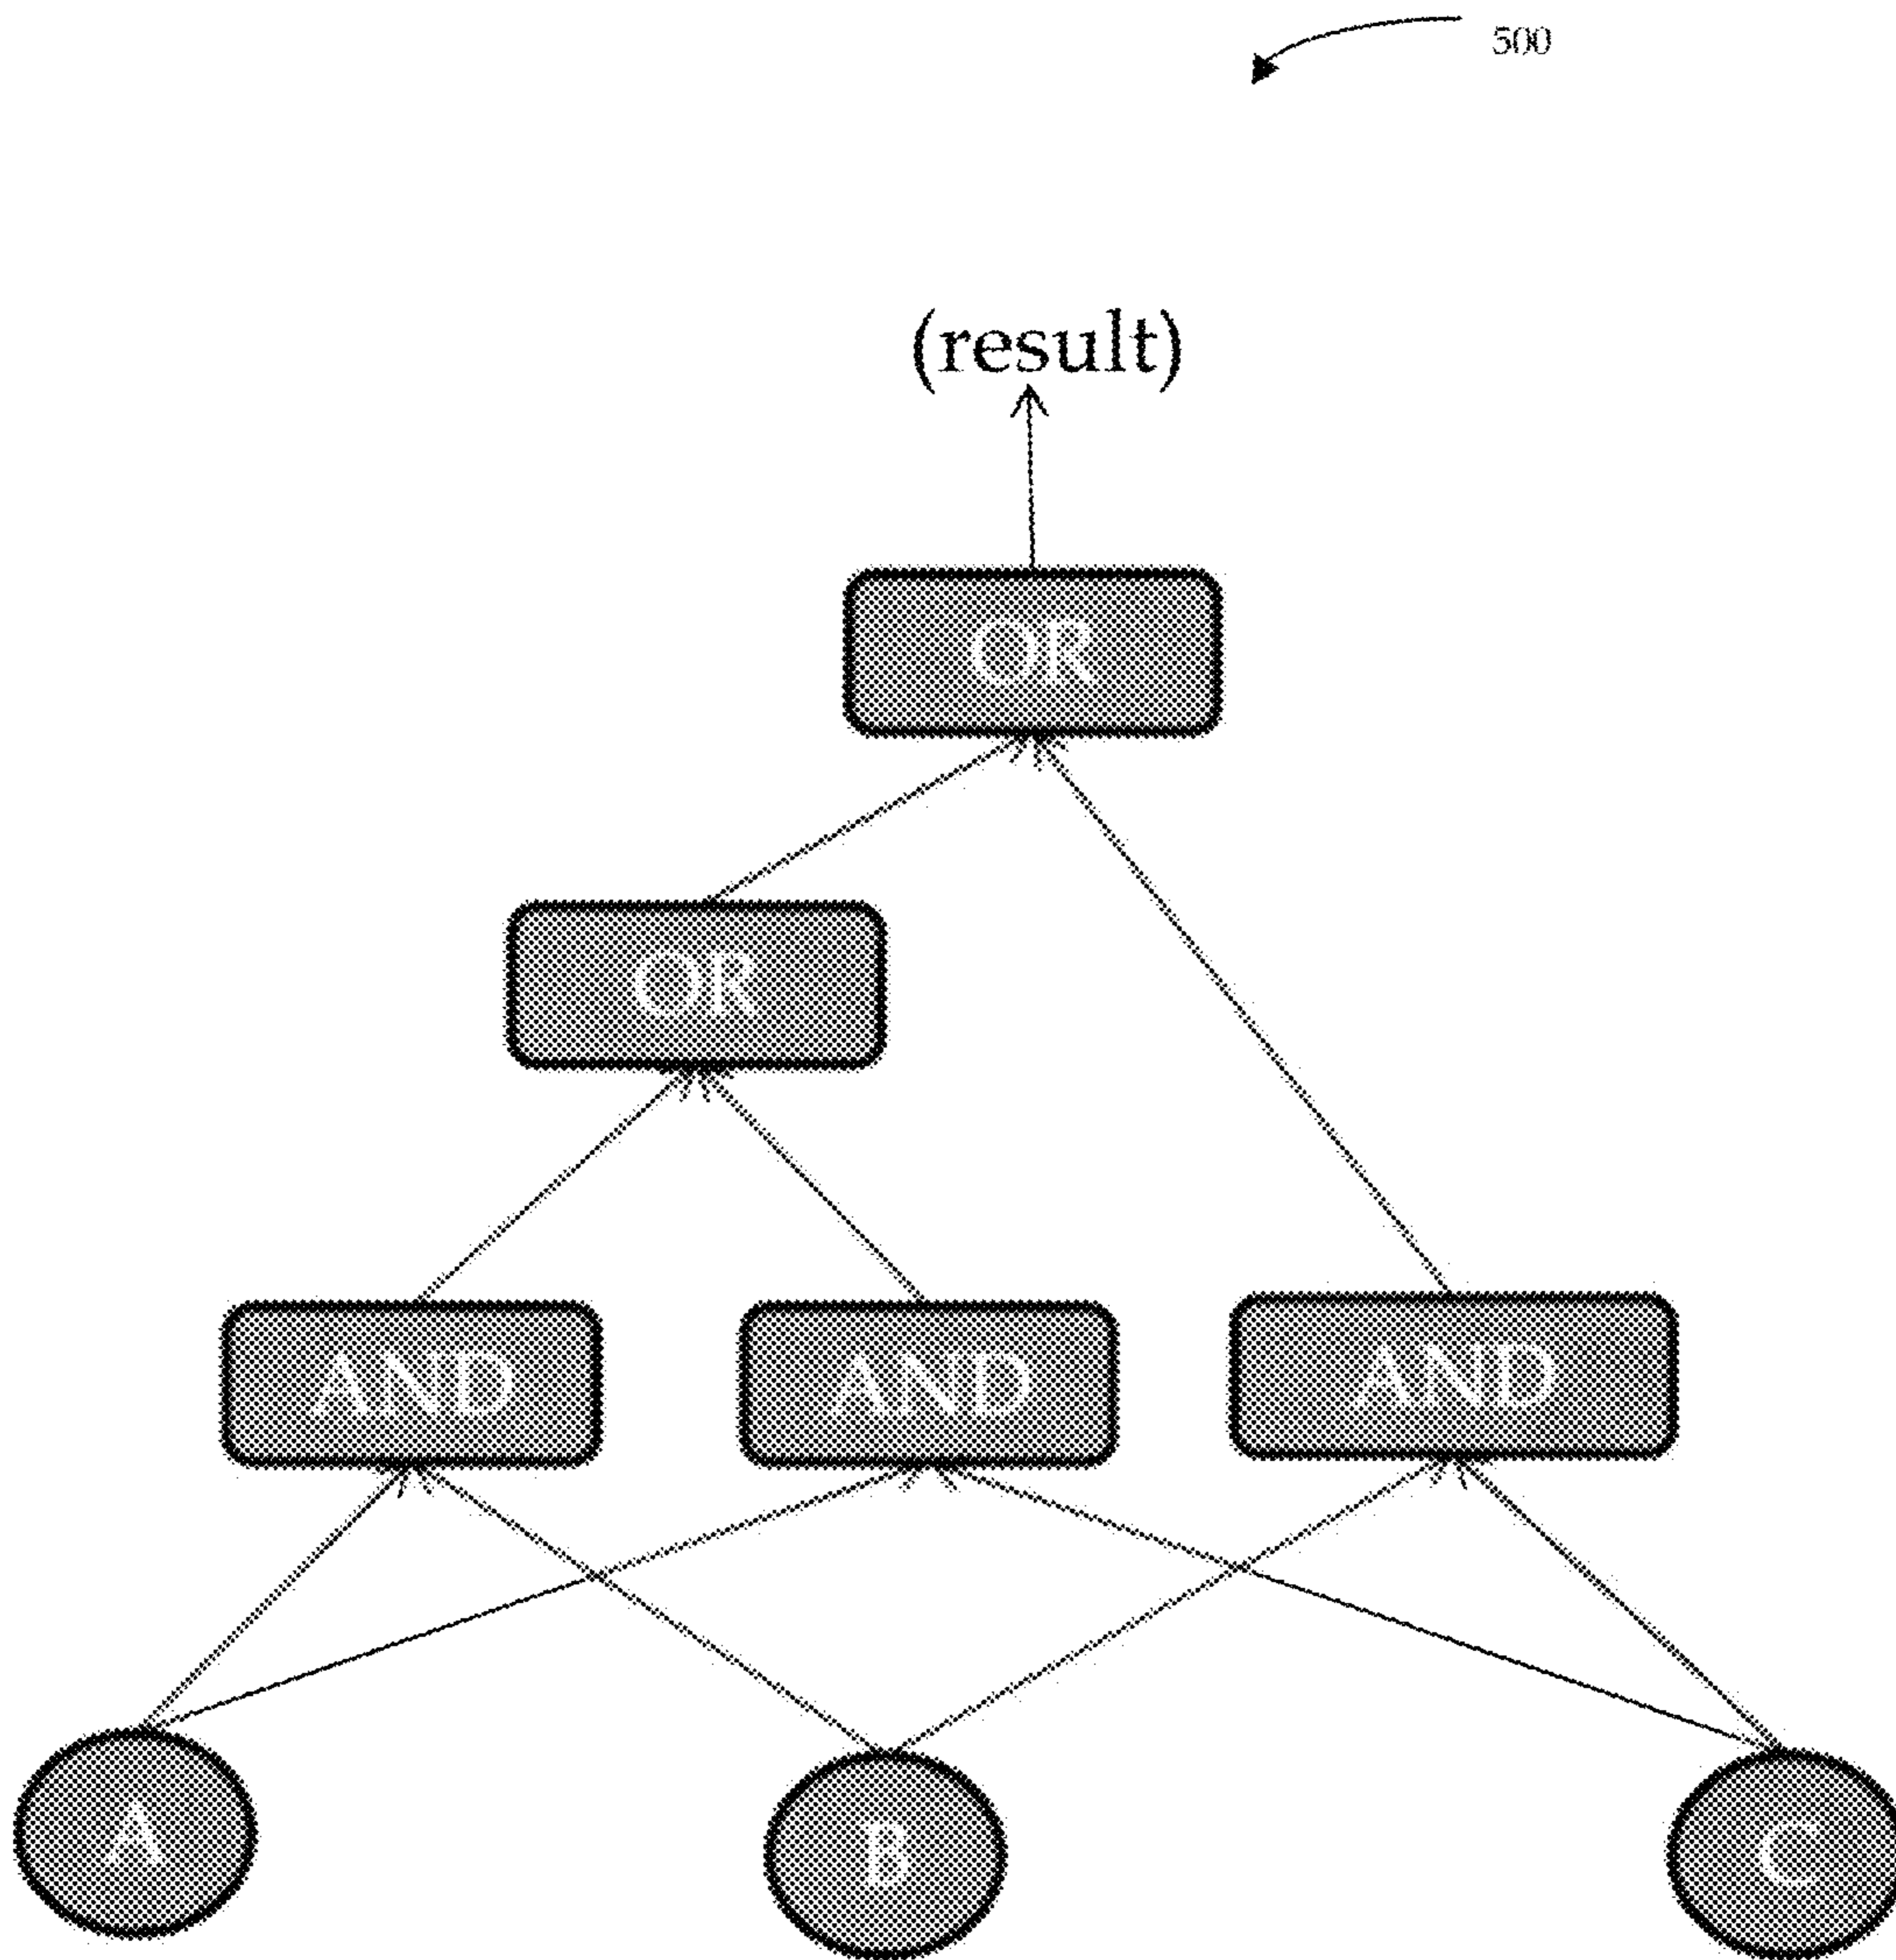 500
(result)
OR
OR
AND AND AND
A B C